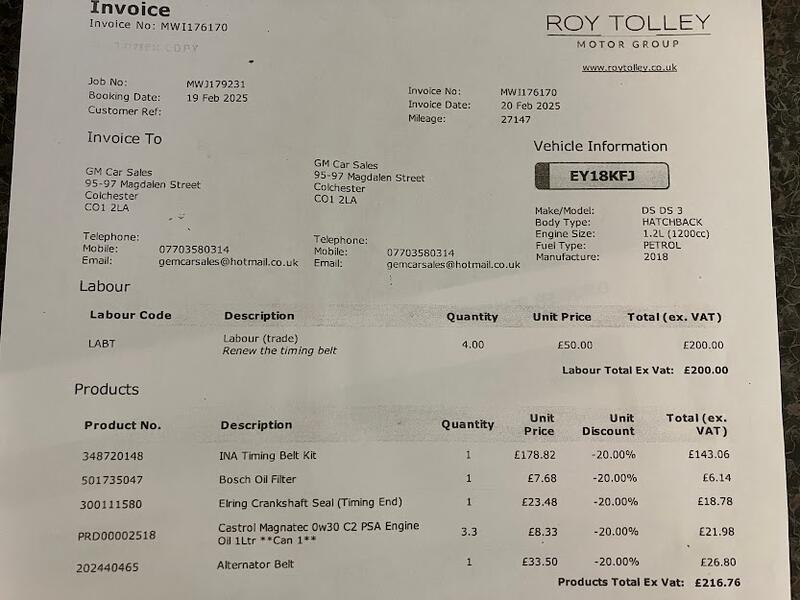 Invoice
Invoice No: MWI176170
ROY TOLLEY
MOTOR GROUP
www.roytolley.co.uk
Job No: MWJ179231
Booking Date: 19 Feb 2025
Customer Ref:
Invoice No: MWI176170
Invoice Date: 20 Feb 2025
Mileage: 27147
Invoice To
GM Car Sales
95-97 Magdalen Street
Colchester
CO1 2LA
Telephone:
Mobile: 07703580314
Email: gemcarsales@hotmail.co.uk
GM Car Sales
95-97 Magdalen Street
Colchester
CO1 2LA
Telephone:
Mobile: 07703580314
Email: gemcarsales@hotmail.co.uk
Vehicle Information
EY18KFJ
Make/Model: DS DS 3
Body Type: HATCHBACK
Engine Size: 1.2L (1200cc)
Fuel Type: PETROL
Manufacture: 2018
Labour
Labour Code Description Quantity Unit Price Total (ex. VAT)
LABT Labour (trade) 4.00 £50.00 £200.00
Renew the timing belt
Labour Total Ex Vat: £200.00
Products
Product No. Description Quantity Unit Price Unit Discount Total (ex. VAT)
348720148 INA Timing Belt Kit 1 £178.82 -20.00% £143.06
501735047 Bosch Oil Filter 1 £7.68 -20.00% £6.14
300111580 Elring Crankshaft Seal (Timing End) 1 £23.48 -20.00% £18.78
PRD00002518 Castrol Magnatec 0w30 C2 PSA Engine 3.3 £8.33 -20.00% £21.98
Oil 1Ltr **Can 1**
202440465 Alternator Belt 1 £33.50 -20.00% £26.80
Products Total Ex Vat: £216.76